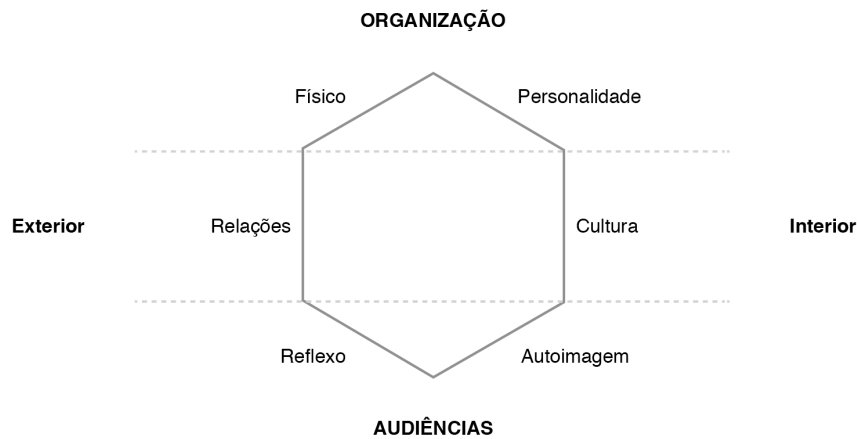 ORGANIZAÇÃO
Físico
Personalidade
Exterior
Relações
Cultura
Interior
Reflexo
Autoimagem
AUDIÊNCIAS